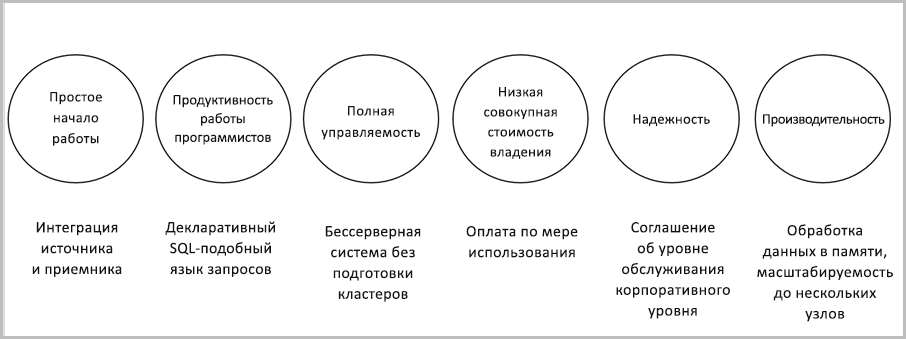 Простое
начало
работы
Продуктивность
работы
программистов
Полная
управляемость
Низкая
совокупная
стоимость
владения
Надежность
Производительность
Интеграция
источника
и приемника
Декларативный
SQL-подобный
язык запросов
Бессерверная
система без
подготовки
кластеров
Оплата по мере
использования
Соглашение
об уровне
обслуживания
корпоративного
уровня
Обработка
данных в памяти,
масштабируемость
до нескольких
узлов